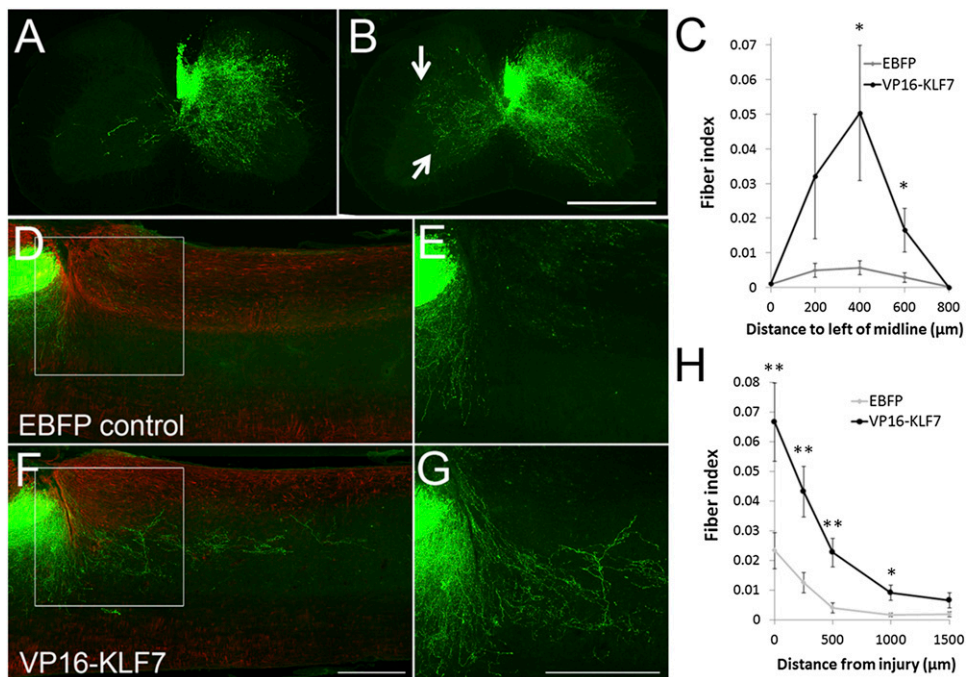 A
B
C
*
EBFP
VP16-KLF7
*
Fiber index
0.07
0.06
0.05
0.04
0.03
0.02
0.01
0
0
200
400
600
800
Distance to left of midline (µm)
D
EBFP control
E
F
VP16-KLF7
G
H
**
EBFP
VP16-KLF7
**
**
*
Fiber index
0.08
0.07
0.06
0.05
0.04
0.03
0.02
0.01
0
0
500
1000
1500
Distance from injury (µm)